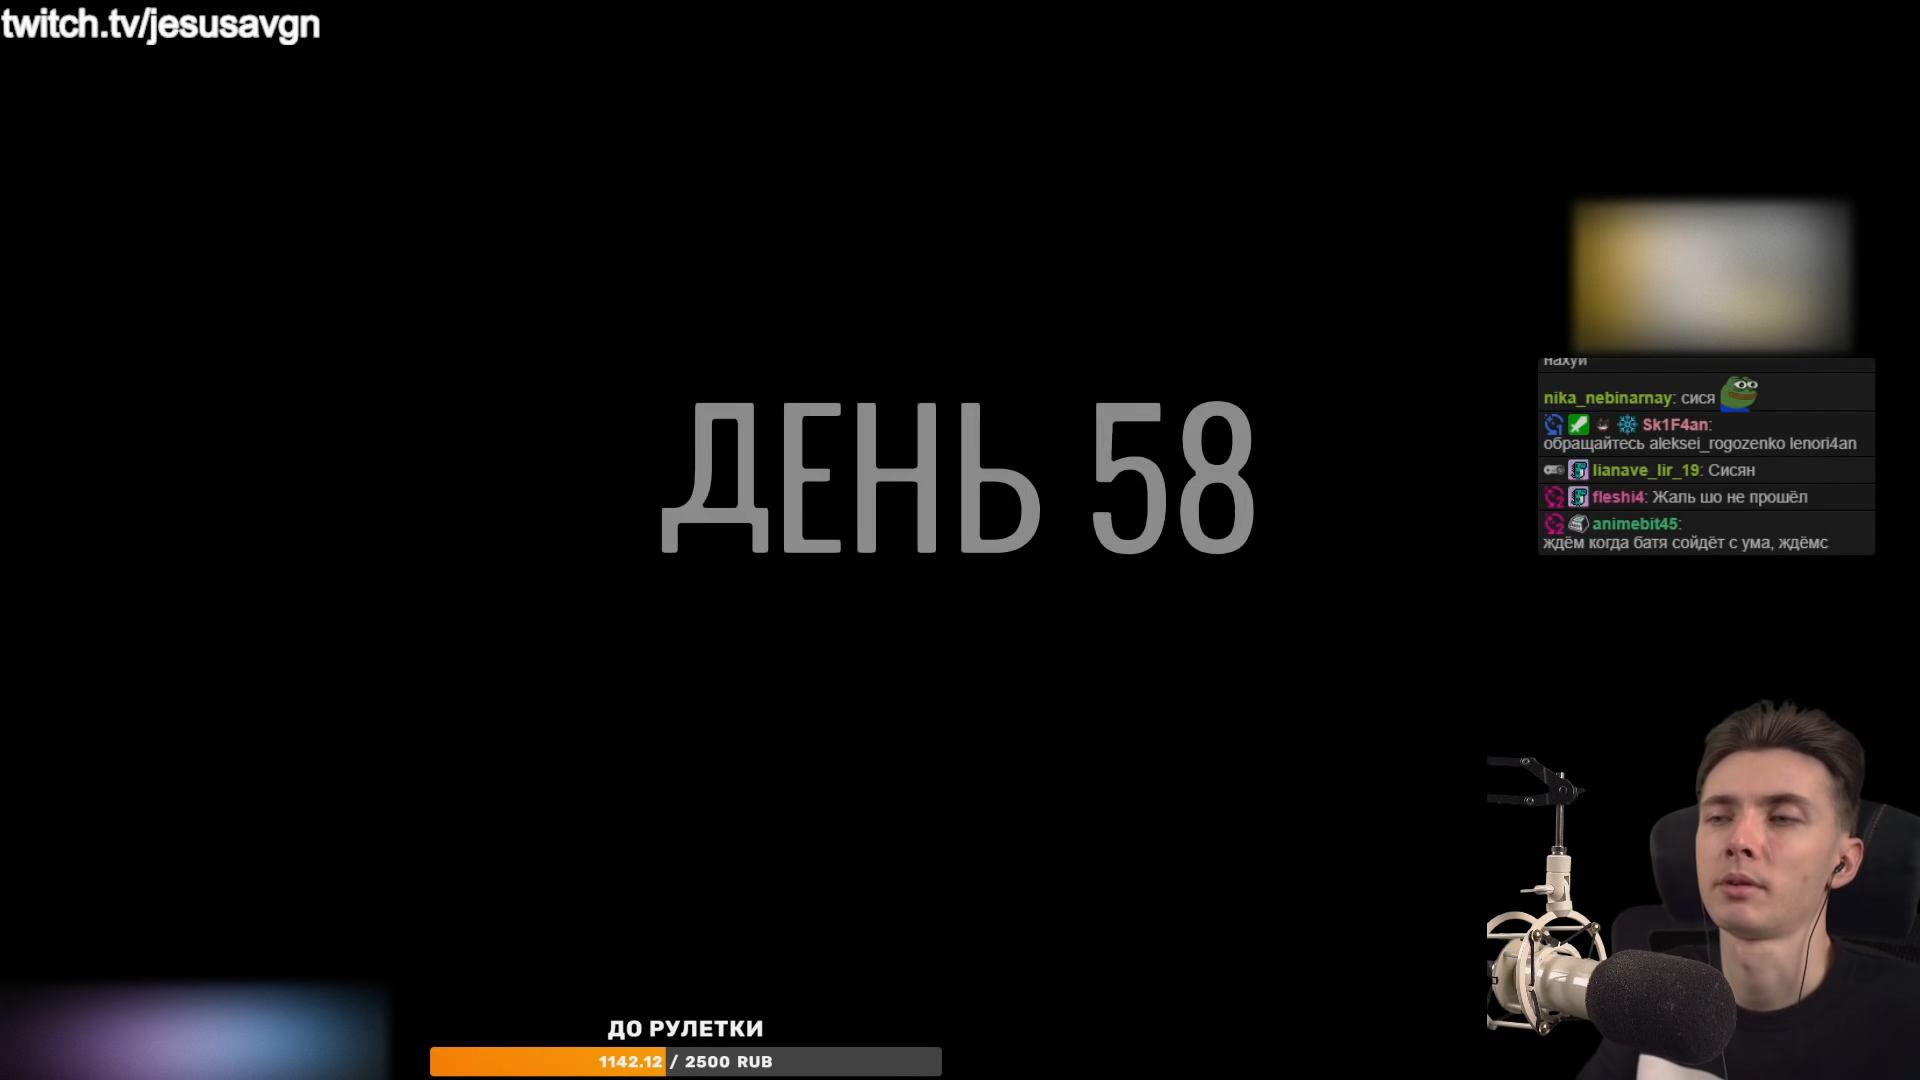 twitch.tv/jesusavgn
ДЕНЬ 58
нахуй
nika_nebinarnay: сися
Sk1F4an:
обращайтесь aleksei_rogozenko lenori4an
lianave_lir_19: Сисян
fleshi4: Жаль шо не прошёл
animebit45:
ждём когда батя сойдёт с ума, ждёмс
ДО РУЛЕТКИ
1142.12 / 2500 RUB